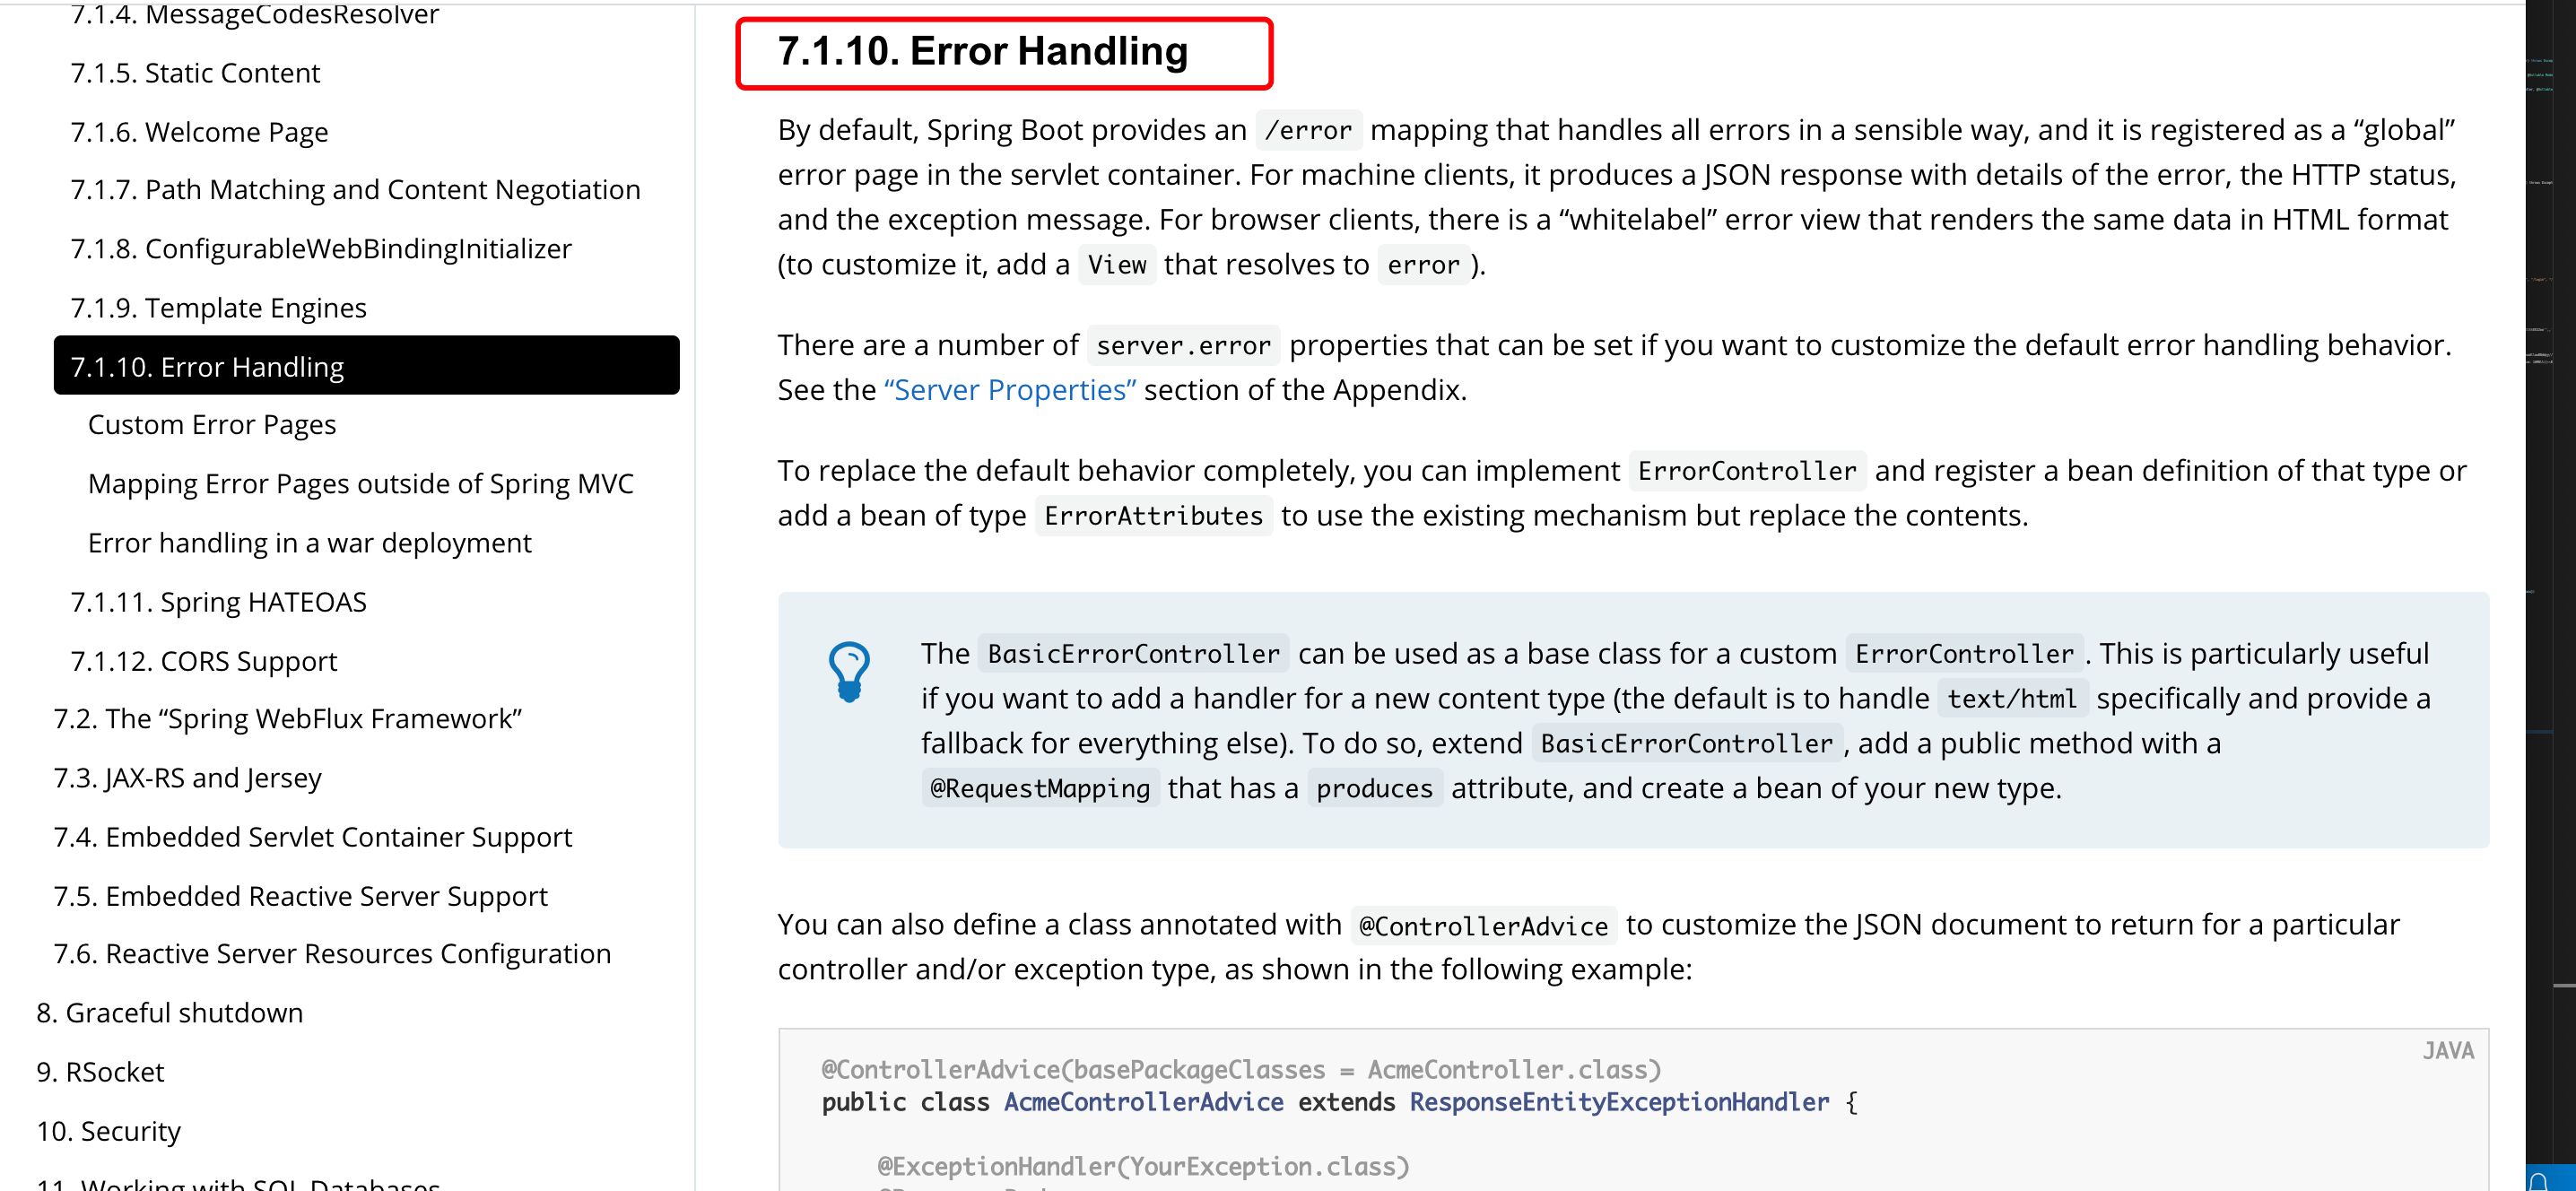 7.1.4. MessageCodesResolver
7.1.5. Static Content
7.1.6. Welcome Page
7.1.7. Path Matching and Content Negotiation
7.1.8. ConfigurableWebBindingInitializer
7.1.9. Template Engines
7.1.10. Error Handling
Custom Error Pages
Mapping Error Pages outside of Spring MVC
Error handling in a war deployment
7.1.11. Spring HATEOAS
7.1.12. CORS Support
7.2. The “Spring WebFlux Framework”
7.3. JAX-RS and Jersey
7.4. Embedded Servlet Container Support
7.5. Embedded Reactive Server Support
7.6. Reactive Server Resources Configuration
8. Graceful shutdown
9. RSocket
10. Security
11. Working with SQL Databases
7.1.10. Error Handling
By default, Spring Boot provides an /error mapping that handles all errors in a sensible way, and it is registered as a “global”
error page in the servlet container. For machine clients, it produces a JSON response with details of the error, the HTTP status,
and the exception message. For browser clients, there is a “whitelabel” error view that renders the same data in HTML format
(to customize it, add a View that resolves to error ).
There are a number of server.error properties that can be set if you want to customize the default error handling behavior.
See the “Server Properties” section of the Appendix.
To replace the default behavior completely, you can implement ErrorController and register a bean definition of that type or
add a bean of type ErrorAttributes to use the existing mechanism but replace the contents.
The BasicErrorController can be used as a base class for a custom ErrorController . This is particularly useful
if you want to add a handler for a new content type (the default is to handle text/html specifically and provide a
fallback for everything else). To do so, extend BasicErrorController , add a public method with a
@RequestMapping that has a produces attribute, and create a bean of your new type.
You can also define a class annotated with @ControllerAdvice to customize the JSON document to return for a particular
controller and/or exception type, as shown in the following example:
JAVA
@ControllerAdvice(basePackageClasses = AcmeController.class)
public class AcmeControllerAdvice extends ResponseEntityExceptionHandler {
@ExceptionHandler(YourException.class)